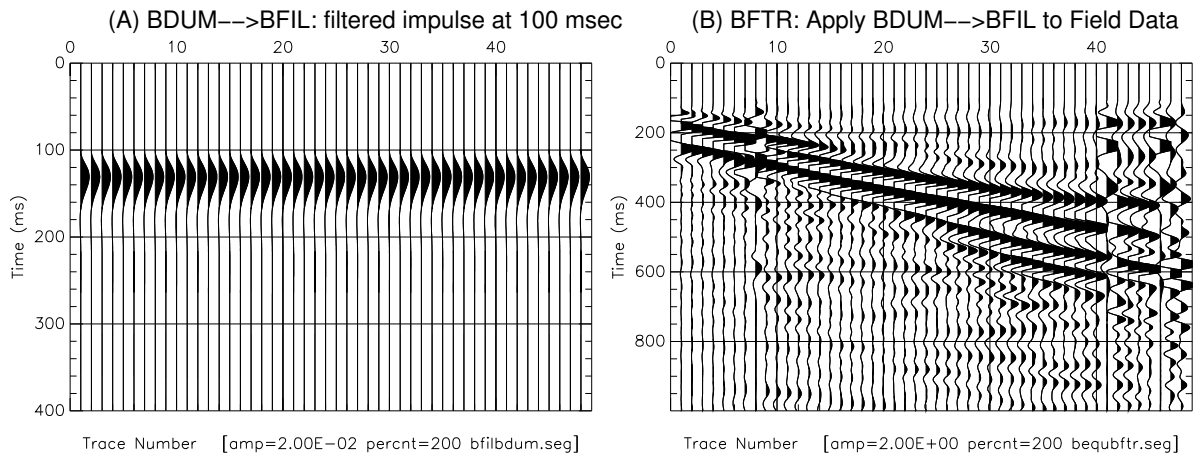 (A) BDUM-->BFIL: filtered impulse at 100 msec
0 10 20 30 40
0
100
200
300
400
Time (ms)
Trace Number [amp=2.00E-02 percnt=200 bfilbdum.seg]
(B) BFTR: Apply BDUM-->BFIL to Field Data
0 10 20 30 40
0
200
400
600
800
Time (ms)
Trace Number [amp=2.00E+00 percnt=200 bequbftr.seg]